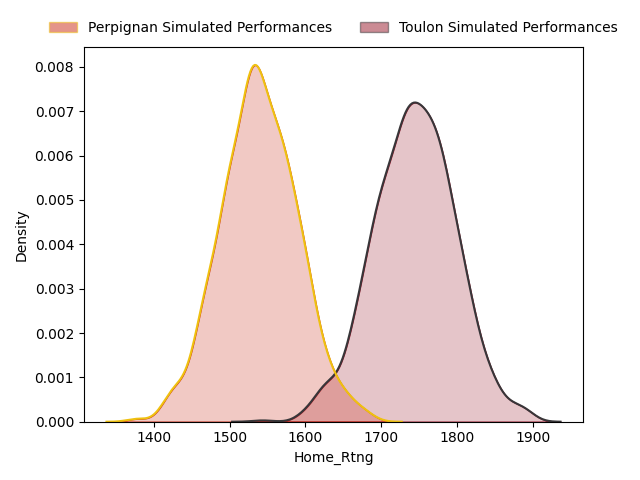 Perpignan Simulated Performances
Toulon Simulated Performances
0.008
0.007
0.006
0.005
0.004
0.003
0.002
0.001
0.000
Density
1400 1500 1600 1700 1800 1900
Home_Rtng